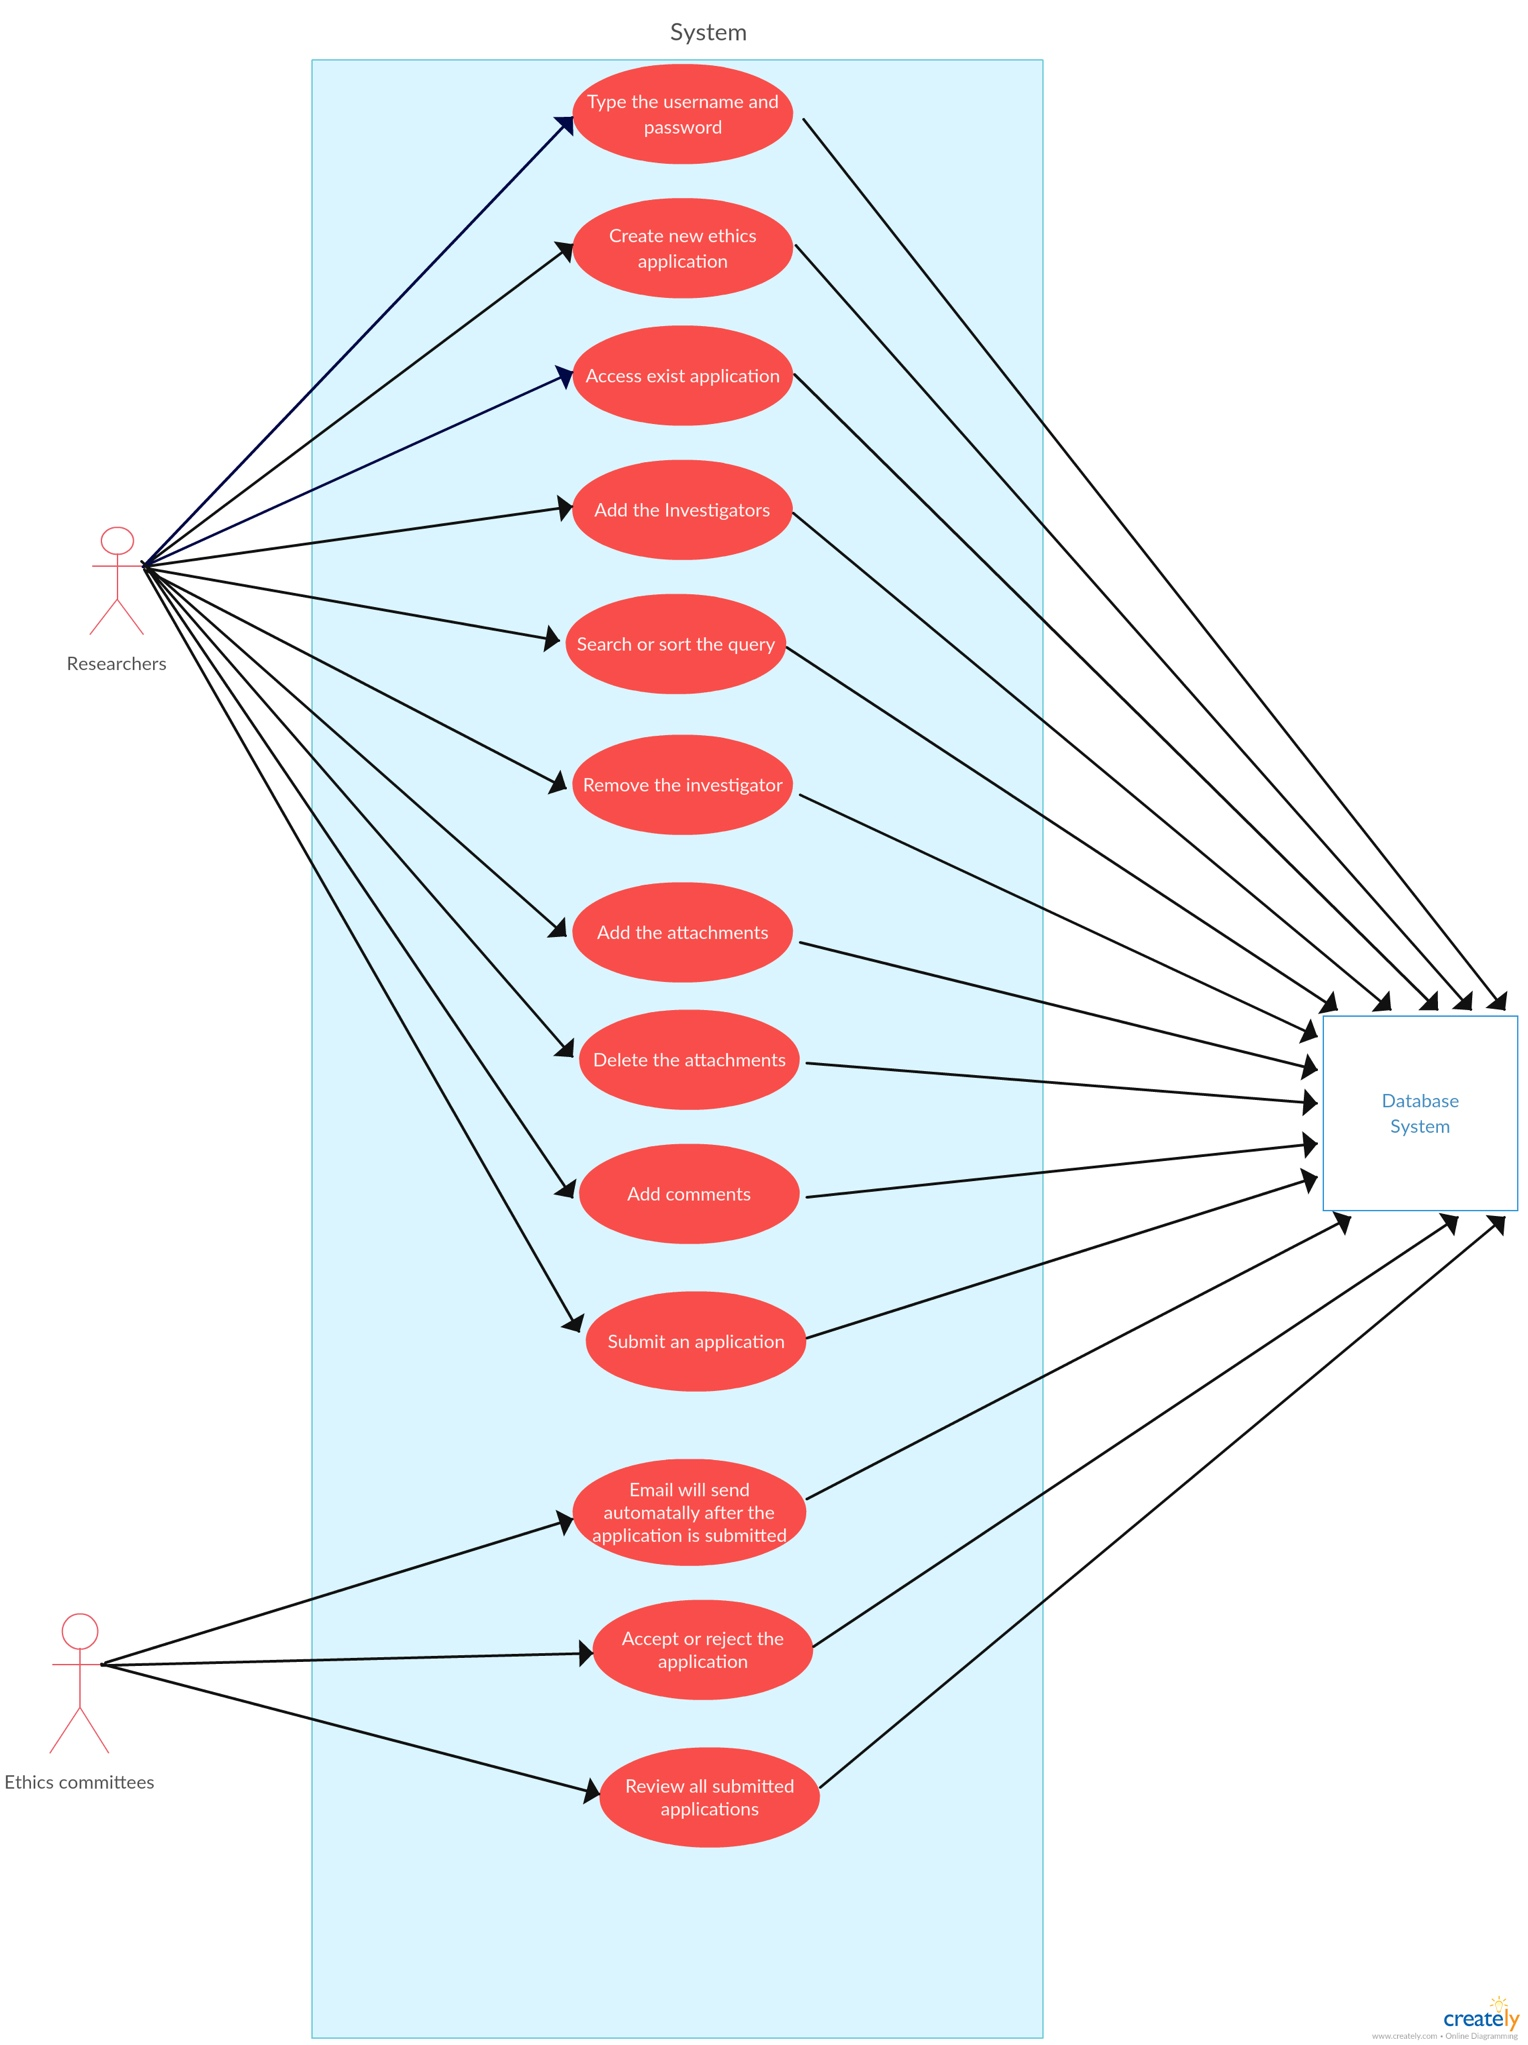 System
Type the username and
password
Create new ethics
application
Access exist application
Add the Investigators
Search or sort the query
Researchers
Remove the investigator
Add the attachments
Delete the attachments
Database
System
Add comments
Submit an application
Email will send
automatally after the
application is submitted
Accept or reject the
application
Ethics committees
Review all submitted
applications
creately
www.creately.com • Online Diagramming